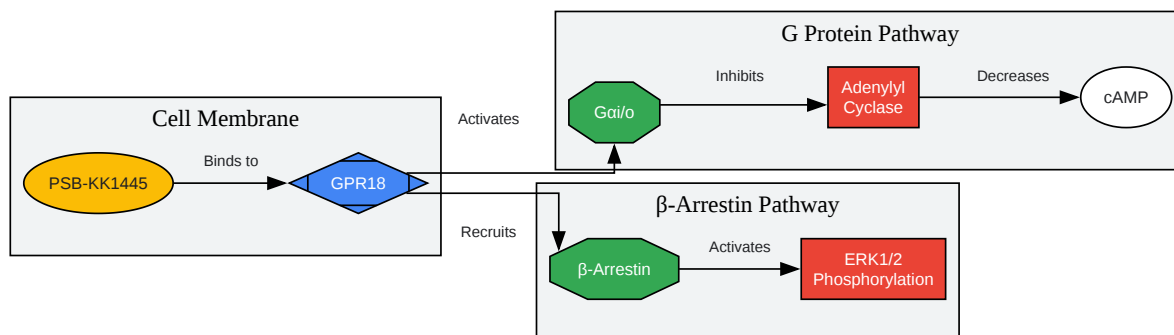 G Protein Pathway
Inhibits
Decreases
Adenylyl
Cyclase
cAMP
Gαi/o
Activates
Cell Membrane
Binds to
PSB-KK1445
GPR18
Recruits
β-Arrestin Pathway
Activates
β-Arrestin
ERK1/2
Phosphorylation